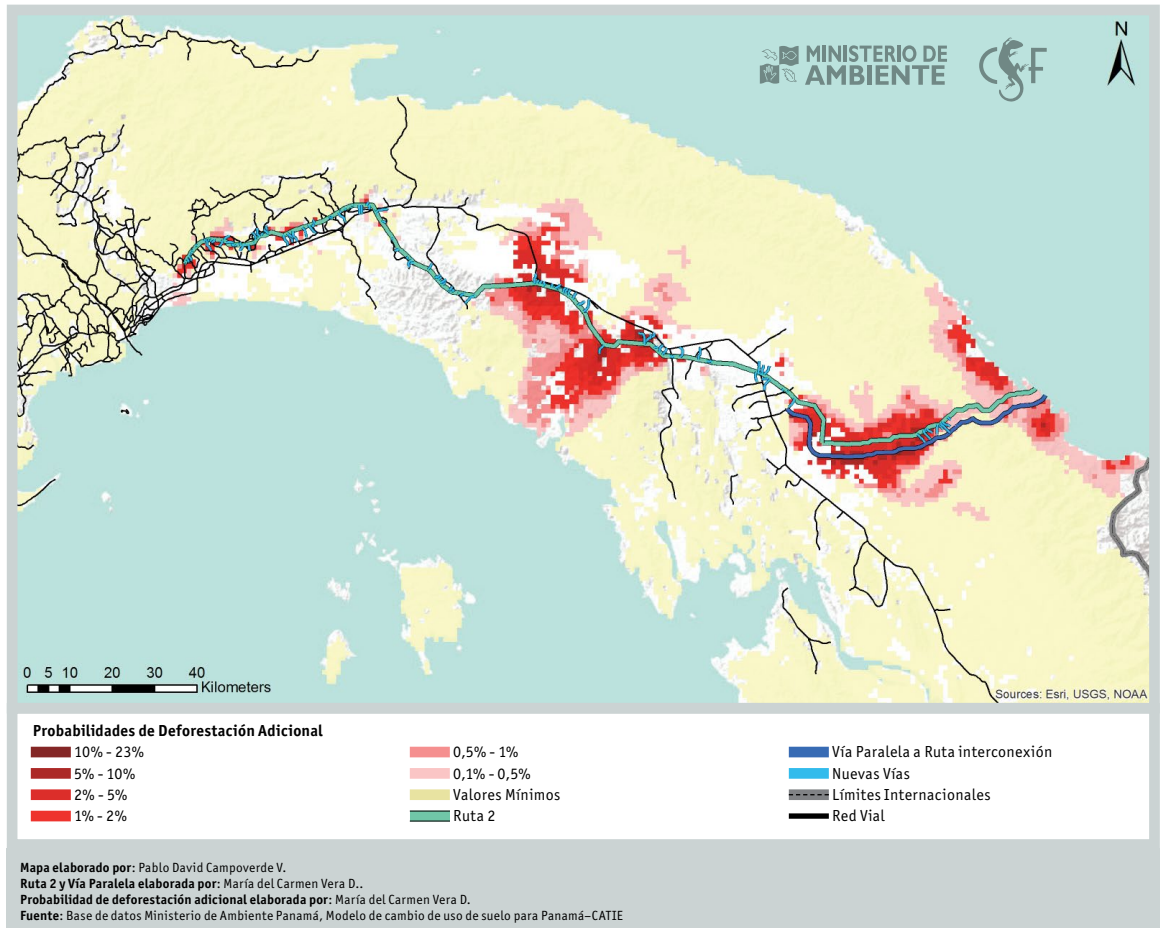 MINISTERIO DE
AMBIENTE
CSF
N
0 5 10 20 30 40
Kilometers
Sources: Esri, USGS, NOAA
Probabilidades de Deforestación Adicional
10% - 23%
5% - 10%
2% - 5%
1% - 2%
0,5% - 1%
0,1% - 0,5%
Valores Mínimos
Ruta 2
Vía Paralela a Ruta interconexión
Nuevas Vías
Límites Internacionales
Red Vial
Mapa elaborado por: Pablo David Campoverde V.
Ruta 2 y Vía Paralela elaborada por: María del Carmen Vera D..
Probabilidad de deforestación adicional elaborado por: María del Carmen Vera D.
Fuente: Base de datos Ministerio de Ambiente Panamá, Modelo de cambio de uso de suelo para Panamá–CATIE